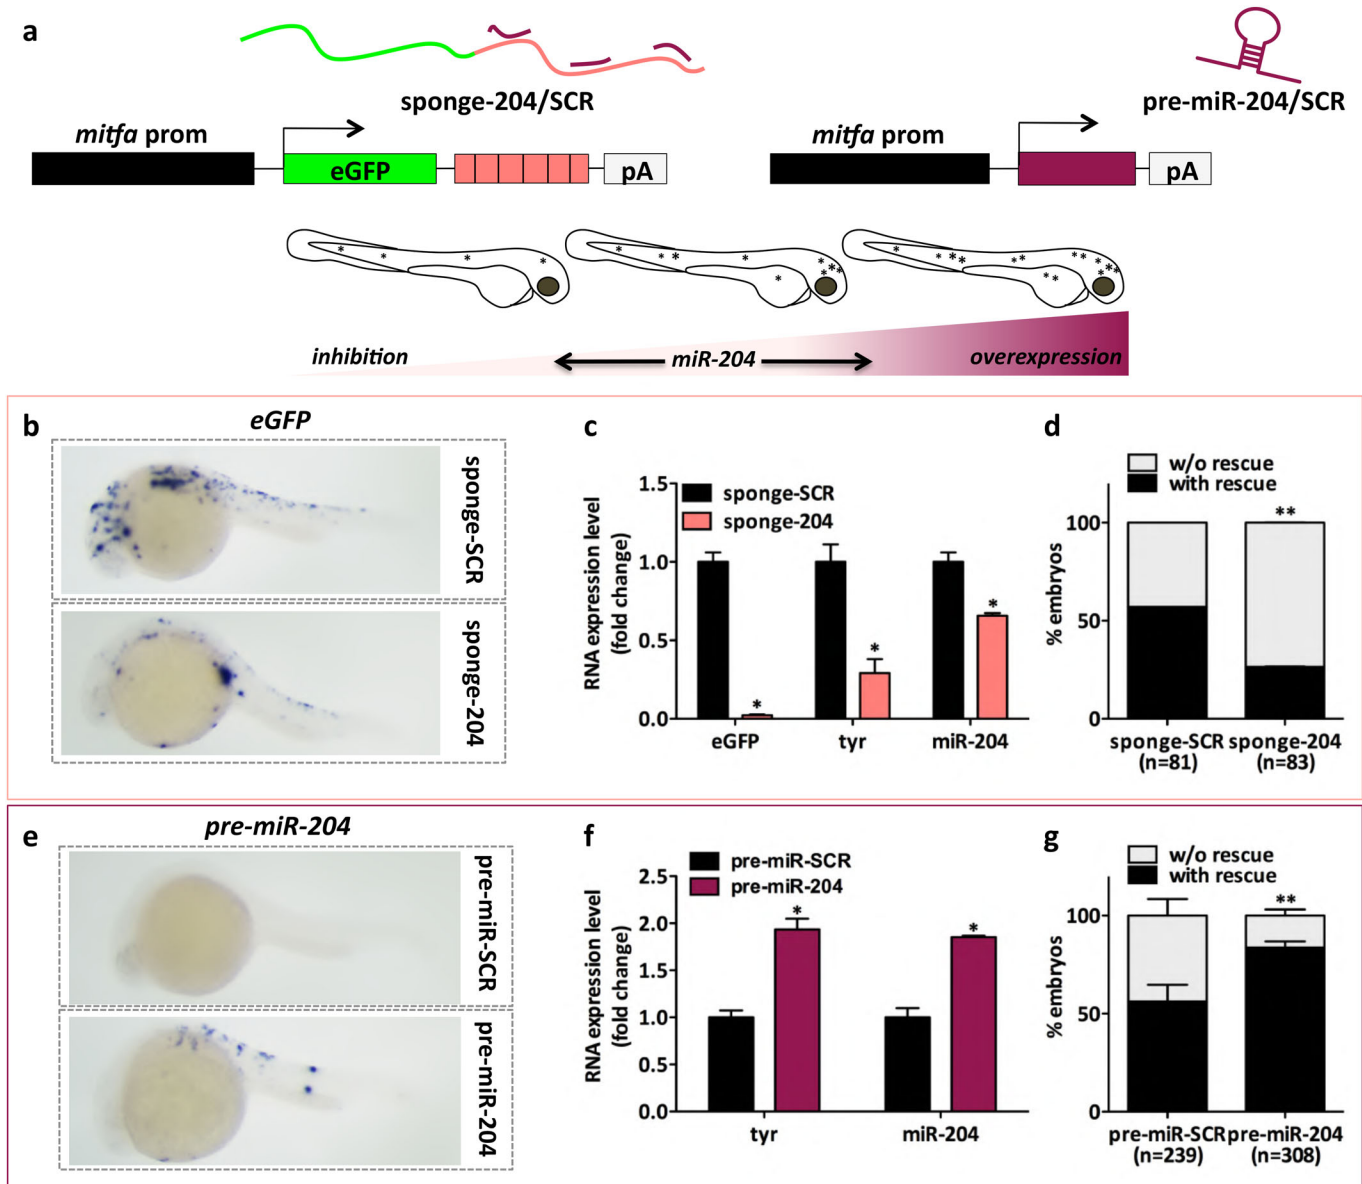 a
sponge-204/SCR
pre-miR-204/SCR
mitfa prom
eGFP
pA
mitfa prom
pA
* * * *
* * * * * * * * * *
* * * * * * * * * * * * * * *
inhibition
miR-204
overexpression
b
eGFP
sponge-SCR
sponge-204
c
sponge-SCR
sponge-204
RNA expression level
(fold change)
1.5
1.0
0.5
0.0
*
*
*
eGFP
tyr
miR-204
d
w/o rescue
with rescue
**
% embryos
100
50
0
sponge-SCR sponge-204
(n=81) (n=83)
e
pre-miR-204
pre-miR-SCR
pre-miR-204
f
pre-miR-SCR
pre-miR-204
RNA expression level
(fold change)
2.5
2.0
1.5
1.0
0.5
0.0
*
*
tyr
miR-204
g
w/o rescue
with rescue
**
% embryos
100
50
0
pre-miR-SCR pre-miR-204
(n=239) (n=308)